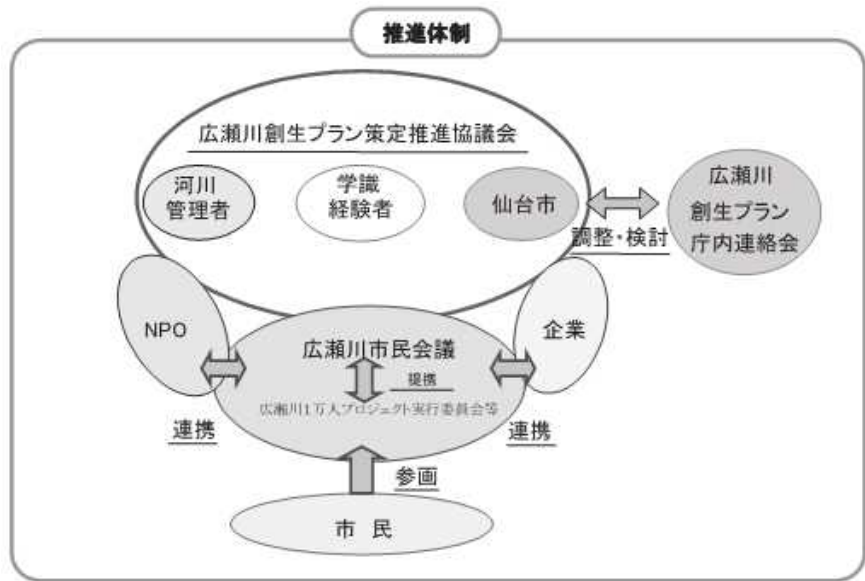 推進体制
広瀬川創生プラン策定推進協議会
河川
管理者
学識
経験者
仙台市
広瀬川
創生プラン
庁内連絡会
調整・検討
NPO
企業
広瀬川市民会議
提携
広瀬川1万人プロジェクト実行委員会等
連携
連携
参画
市 民